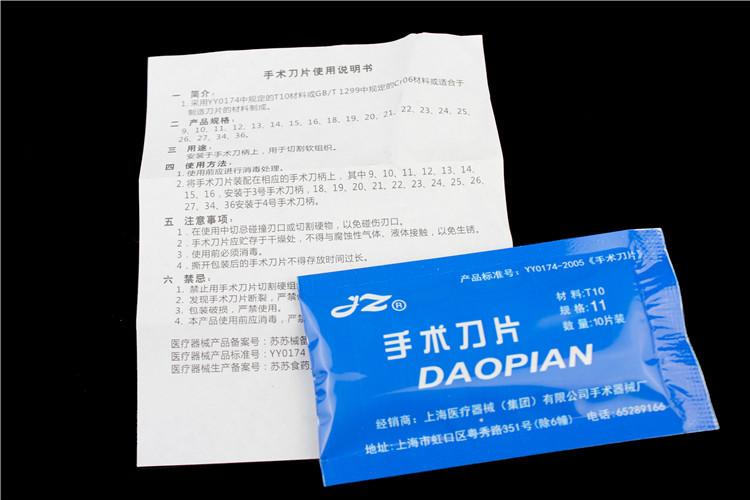 手术刀片使用说明书
一 简介：
1. 采用YY0174中规定的T10材料或GB/T 1299中规定的Cr06材料或适合于
制造刀片的材料制成。
二 产品规格：
9、10、11、12、13、14、15、16、18、19、20、21、22、23、24、25、
26、27、34、36。
三 用途：
安装于手术刀柄上，用于切割软组织。
四 使用方法：
1. 使用前应进行消毒处理。
2. 将手术刀片装配在相应的手术刀柄上，其中 9、10、11、12、13、14、
15、16，安装于3号手术刀柄，18、19、20、21、22、23、24、25、26、
27、34、36安装于4号手术刀柄。
五 注意事项：
1. 在使用中切忌碰撞刃口或切割硬物，以免碰伤刃口。
2. 手术刀片应贮存于干燥处，不得与腐蚀性气体、液体接触，以免生锈。
3. 使用前必须消毒。
4. 撕开包装后的手术刀片不得存放时间过长。
六 禁忌：
1. 禁止用手术刀片切割硬组
2. 发现手术刀片断裂，严禁使
3. 包装破损，严禁使用。
4. 本产品使用前应消毒，严禁
医疗器械产品备案号：苏苏械备
医疗器械产品标准号：YY0174
医疗器械生产备案号：苏苏食药
产品标准号：YY0174-2005《手术刀片》
JZ®
材 料：T10
规 格：11
数 量：10片装
手术刀片
DAOPIAN
经销商：上海医疗器械（集团）有限公司手术器械厂
地址：上海市虹口区粤秀路351号(除6幢) 电话：65289166